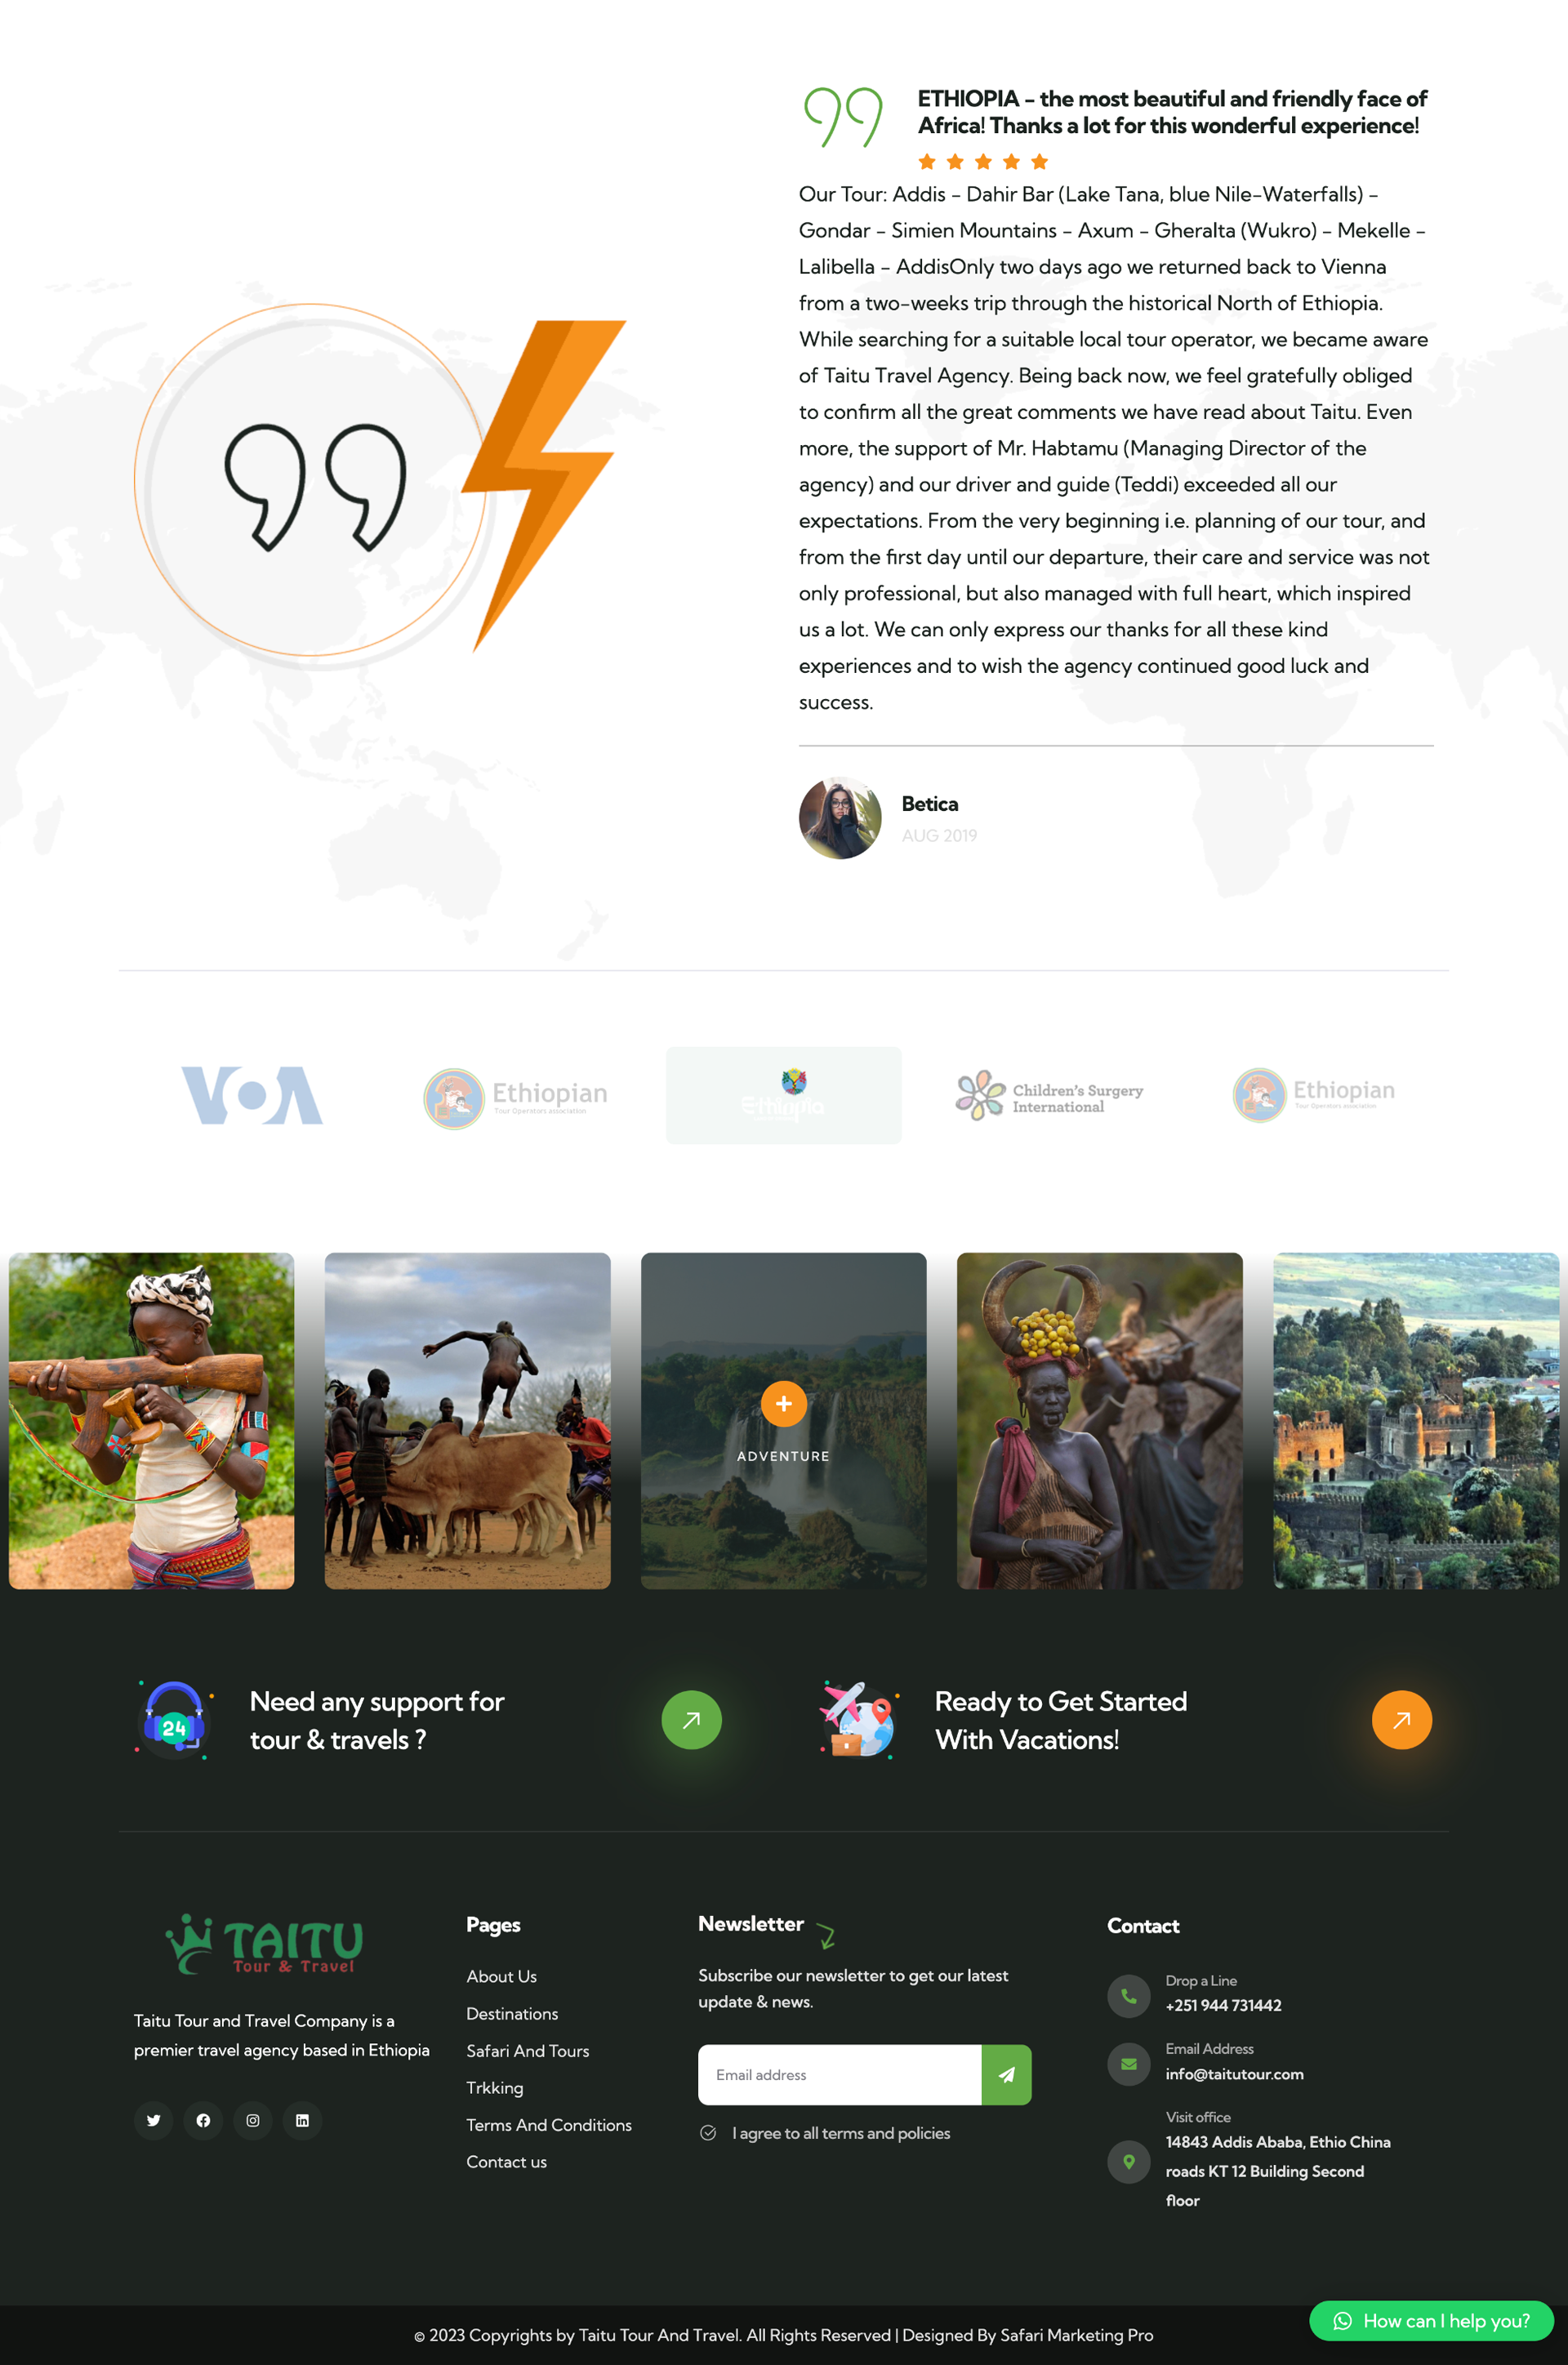 ETHIOPIA – the most beautiful and friendly face of
Africa! Thanks a lot for this wonderful experience!
Our Tour: Addis – Dahir Bar (Lake Tana, blue Nile-Waterfalls) –
Gondar – Simien Mountains – Axum – Gheralta (Wukro) – Mekelle –
Lalibella – AddisOnly two days ago we returned back to Vienna
from a two-weeks trip through the historical North of Ethiopia.
While searching for a suitable local tour operator, we became aware
of Taitu Travel Agency. Being back now, we feel gratefully obliged
to confirm all the great comments we have read about Taitu. Even
more, the support of Mr. Habtamu (Managing Director of the
agency) and our driver and guide (Teddi) exceeded all our
expectations. From the very beginning i.e. planning of our tour, and
from the first day until our departure, their care and service was not
only professional, but also managed with full heart, which inspired
us a lot. We can only express our thanks for all these kind
experiences and to wish the agency continued good luck and
success.
Betica
AUG 2019
VOA
Ethiopian
Tour Operators association
Ethiopia
Children's Surgery
International
Ethiopian
Tour Operators association
ADVENTURE
24
Need any support for
tour & travels ?
Ready to Get Started
With Vacations!
TAITU
Tour & Travel
Taitu Tour and Travel Company is a
premier travel agency based in Ethiopia
Pages
About Us
Destinations
Safari And Tours
Trkking
Terms And Conditions
Contact us
Newsletter
Subscribe our newsletter to get our latest
update & news.
Email address
I agree to all terms and policies
Contact
Drop a Line
+251 944 731442
Email Address
info@taitutour.com
Visit office
14843 Addis Ababa, Ethio China
roads KT 12 Building Second
floor
© 2023 Copyrights by Taitu Tour And Travel. All Rights Reserved | Designed By Safari Marketing Pro
How can I help you?